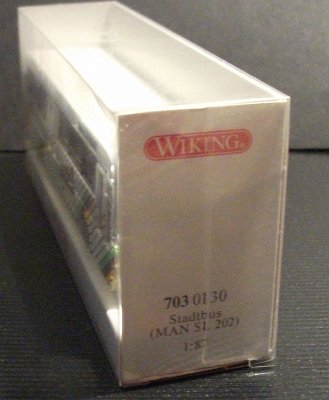 WIKING®
703 0130
Stadtbus
(MAN SL 202)
1:87